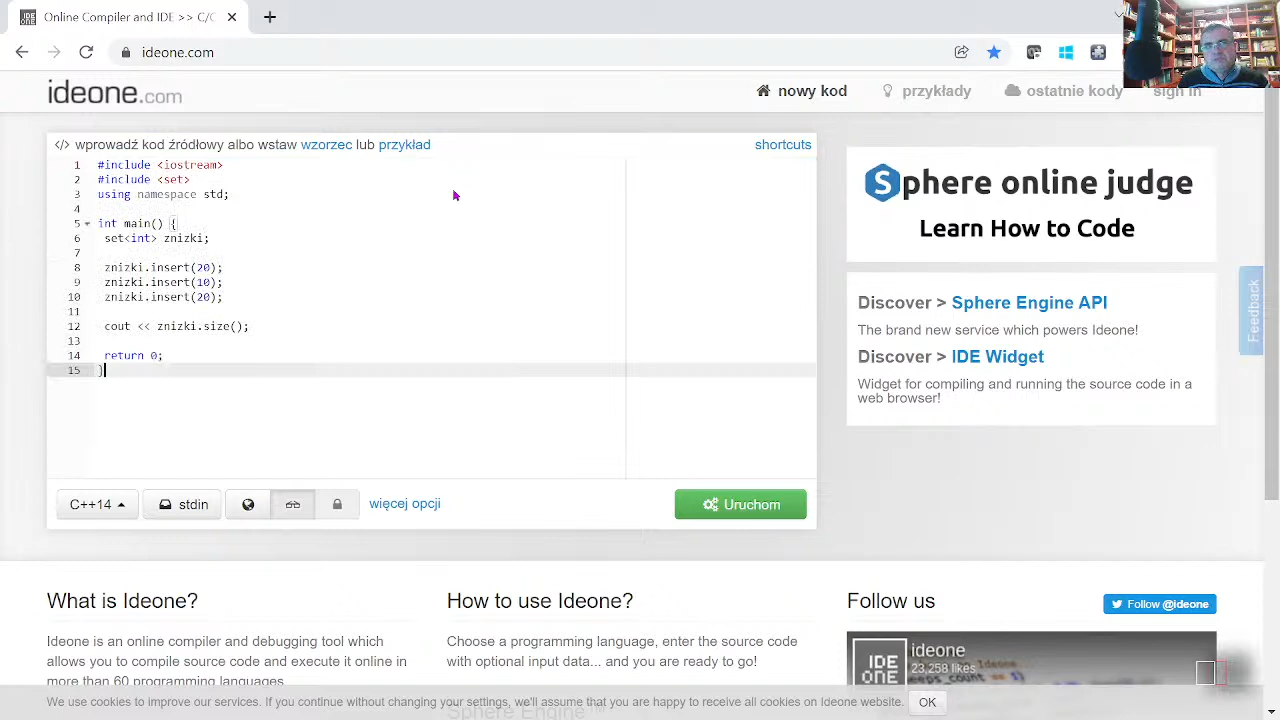 Online Compiler and IDE >> C/C
ideone.com
ideone.com
nowy kod
przykłady
ostatnie kody
sign in
</> wprowadź kod źródłowy albo wstaw wzorzec lub przykład
shortcuts
1 #include <iostream>
2 #include <set>
3 using namespace std;
4
5 int main() {
6 set<int> znizki;
7
8 znizki.insert(20);
9 znizki.insert(10);
10 znizki.insert(20);
11
12 cout << znizki.size();
13
14 return 0;
15 }
C++14
stdin
więcej opcji
Uruchom
Sphere online judge
Learn How to Code
Discover > Sphere Engine API
The brand new service which powers Ideone!
Discover > IDE Widget
Widget for compiling and running the source code in a
web browser!
Feedback
What is Ideone?
Ideone is an online compiler and debugging tool which
allows you to compile source code and execute it online in
more than 60 programming languages.
How to use Ideone?
Choose a programming language, enter the source code
with optional input data... and you are ready to go!
Sphere Engine™
Follow us
Follow @ideone
IDE
ONE
ideone
23,258 likes
We use cookies to improve our services. If you continue without changing your settings, we'll assume that you are happy to receive all cookies on Ideone website.
OK